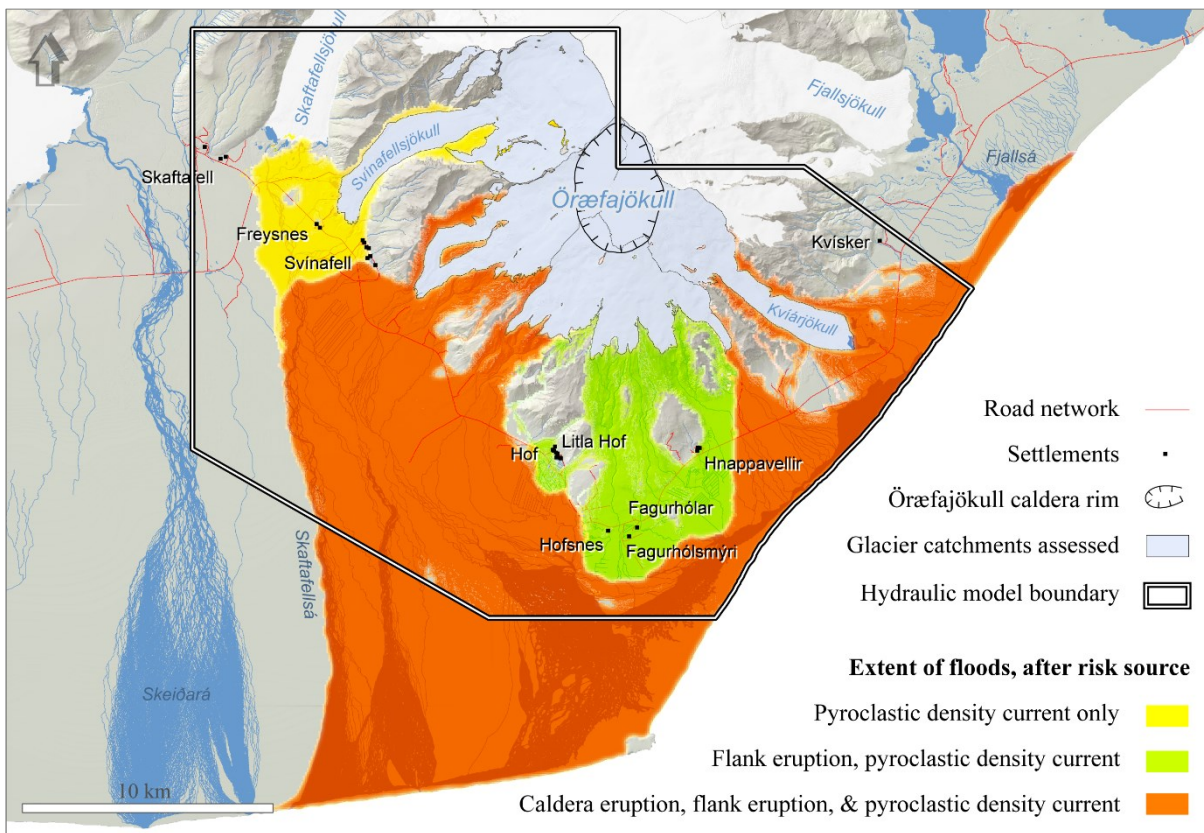 Skaftafellsjökull
Fjallsjökull
Svínafellsjökull
Fjallsá
Skaftafell
Öræfajökull
Freysnes
Kvísker
Svínafell
Kvíárjökull
Road network
Litla Hof
Hof
Settlements
Hnappavellir
Öræfajökull caldera rim
Fagurhólar
Hofsnes
Fagurhólsmýri
Glacier catchments assessed
Skaftafellsá
Hydraulic model boundary
Extent of floods, after risk source
Skeiðará
Pyroclastic density current only
Flank eruption, pyroclastic density current
10 km
Caldera eruption, flank eruption, & pyroclastic density current